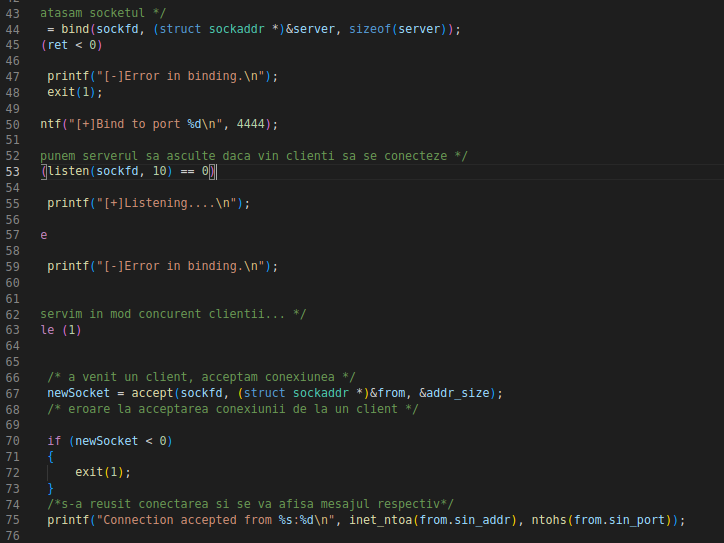 43 atasam socketul */
44 = bind(sockfd, (struct sockaddr *)&server, sizeof(server));
45 (ret < 0)
46
47 printf("[-]Error in binding.\n");
48 exit(1);
49
50 ntf("[+]Bind to port %d\n", 4444);
51
52 punem serverul sa asculte daca vin clienti sa se conecteze */
53 (listen(sockfd, 10) == 0)
54
55 printf("[+]Listening....\n");
56
57 e
58
59 printf("[-]Error in binding.\n");
60
61
62 servim in mod concurent clientii... */
63 le (1)
64
65
66 /* a venit un client, acceptam conexiunea */
67 newSocket = accept(sockfd, (struct sockaddr *)&from, &addr_size);
68 /* eroare la acceptarea conexiunii de la un client */
69
70 if (newSocket < 0)
71 {
72 exit(1);
73 }
74 /*s-a reusit conectarea si se va afisa mesajul respectiv*/
75 printf("Connection accepted from %s:%d\n", inet_ntoa(from.sin_addr), ntohs(from.sin_port));
76